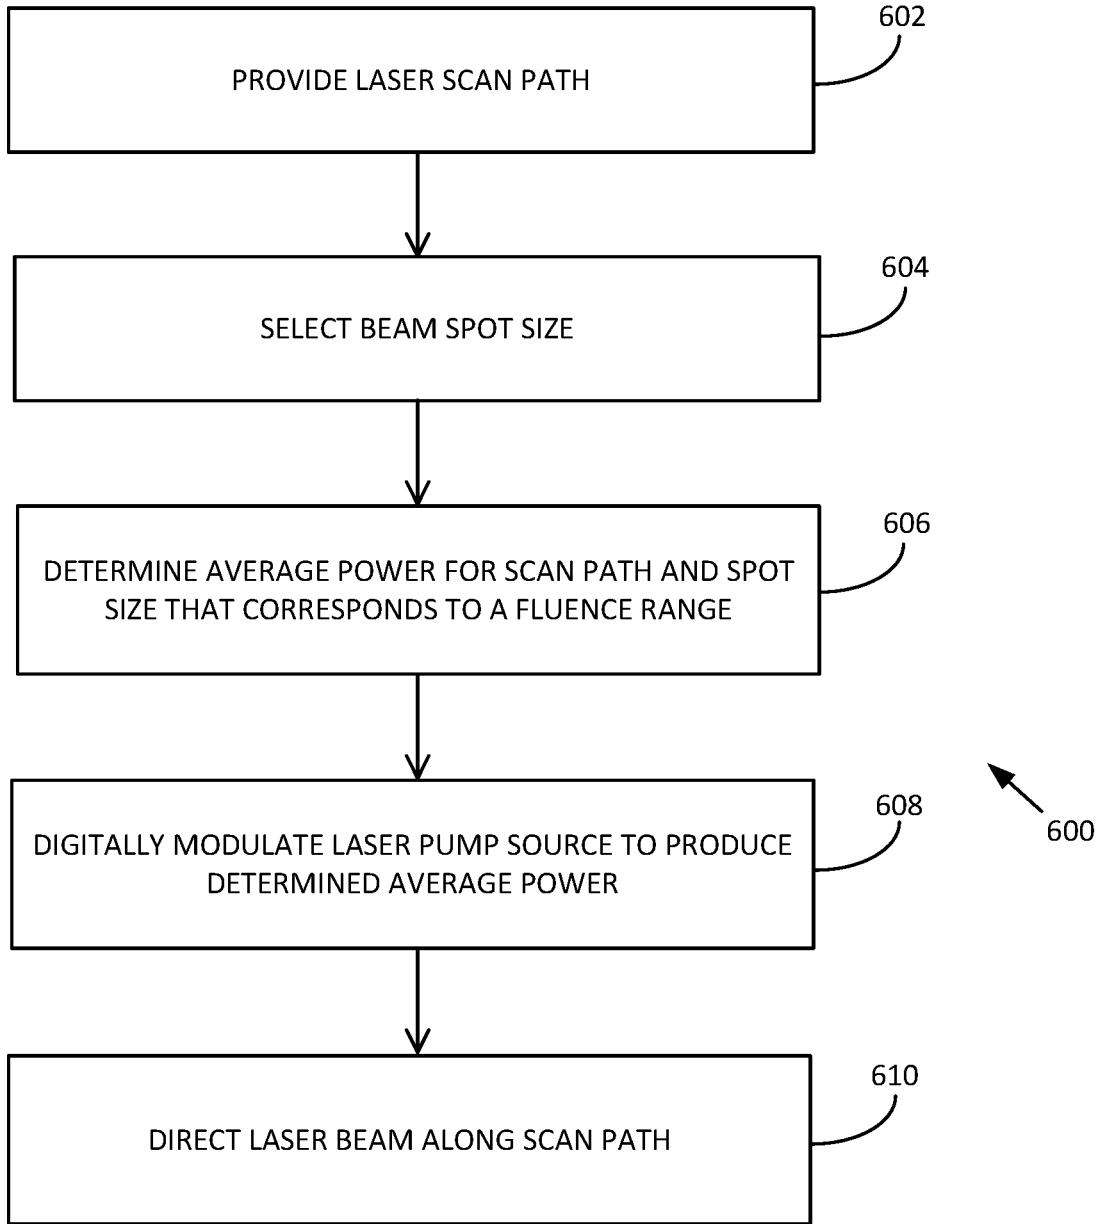 602
PROVIDE LASER SCAN PATH
604
SELECT BEAM SPOT SIZE
606
DETERMINE AVERAGE POWER FOR SCAN PATH AND SPOT
SIZE THAT CORRESPONDS TO A FLUENCE RANGE
608
DIGITALLY MODULATE LASER PUMP SOURCE TO PRODUCE
DETERMINED AVERAGE POWER
600
610
DIRECT LASER BEAM ALONG SCAN PATH